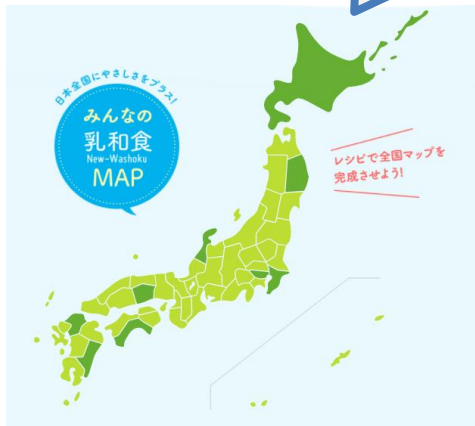 日本全国にやさしさをプラス!
みんなの
乳和食
New-Washoku
MAP
レシピで全国マップを
完成させよう!